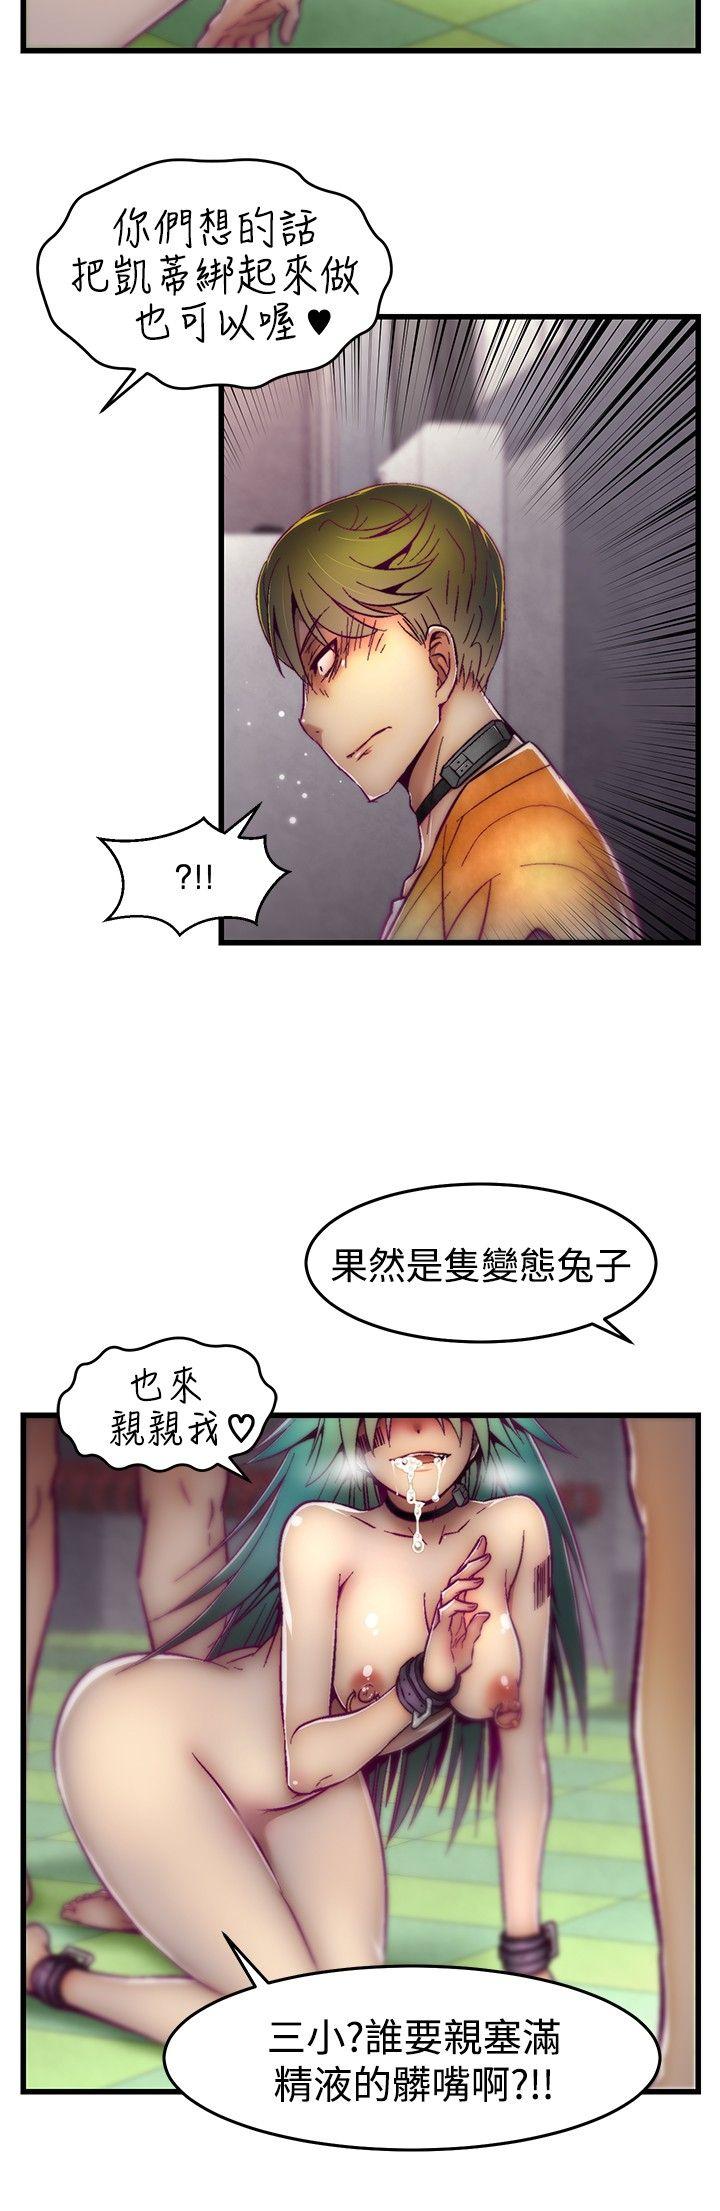 你們想的話
把凱蒂綁起來做
也可以喔♥
?!!
果然是隻變態兔子
也來
親親我♡
三小?誰要親塞滿
精液的髒嘴啊?!!